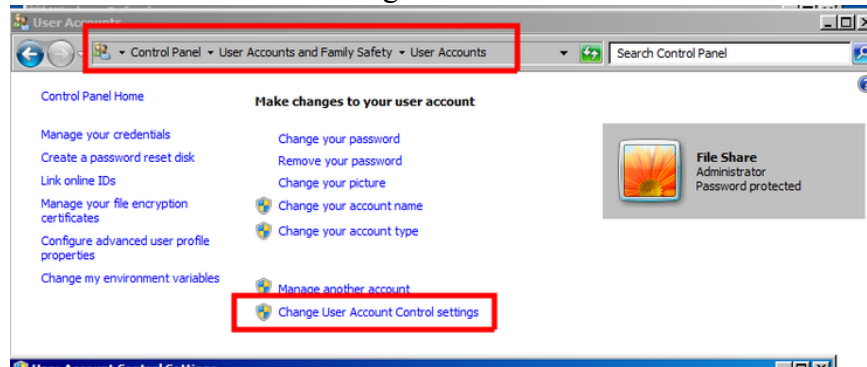 User Accounts
Control Panel User Accounts and Family Safety User Accounts
Search Control Panel
Control Panel Home
Manage your credentials
Create a password reset disk
Link online IDs
Manage your file encryption
certificates
Configure advanced user profile
properties
Change my environment variables
Make changes to your user account
Change your password
Remove your password
Change your picture
Change your account name
Change your account type
Manage another account
Change User Account Control settings
File Share
Administrator
Password protected
User Account Control Settings